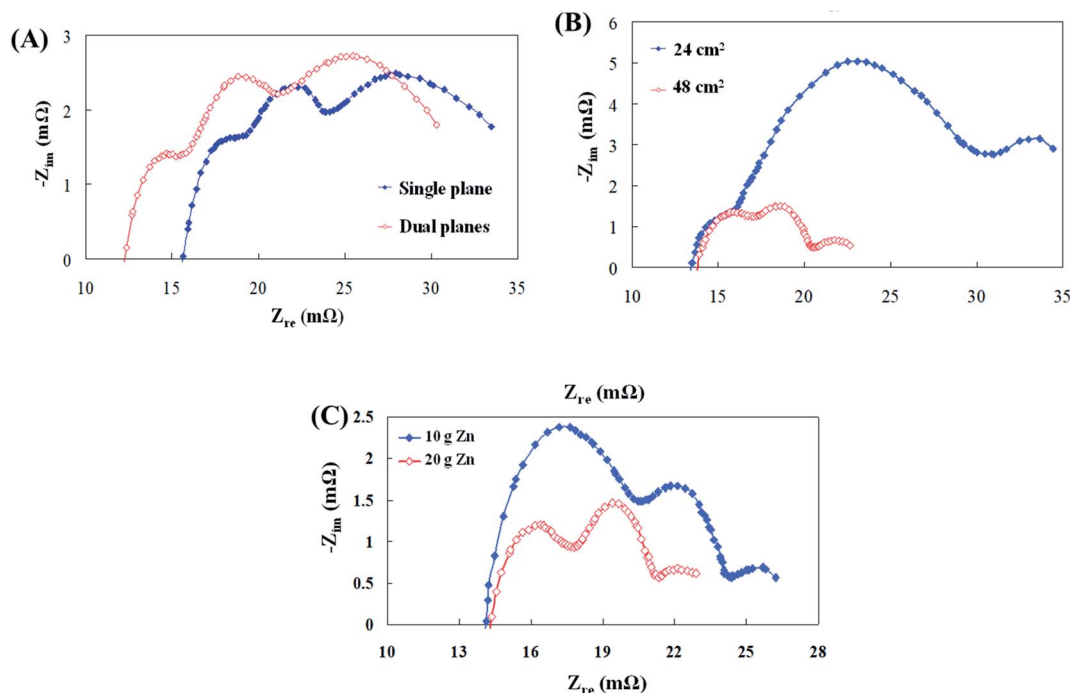 (A)
3
2
1
0
-Zim (mΩ)
Single plane
Dual planes
10 15 20 25 30 35
Zre (mΩ)
(B)
6
5
4
3
2
1
0
-Zim (mΩ)
24 cm²
48 cm²
10 15 20 25 30 35
Zre (mΩ)
(C)
2.5
2
1.5
1
0.5
0
-Zim (mΩ)
10 g Zn
20 g Zn
10 13 16 19 22 25 28
Zre (mΩ)